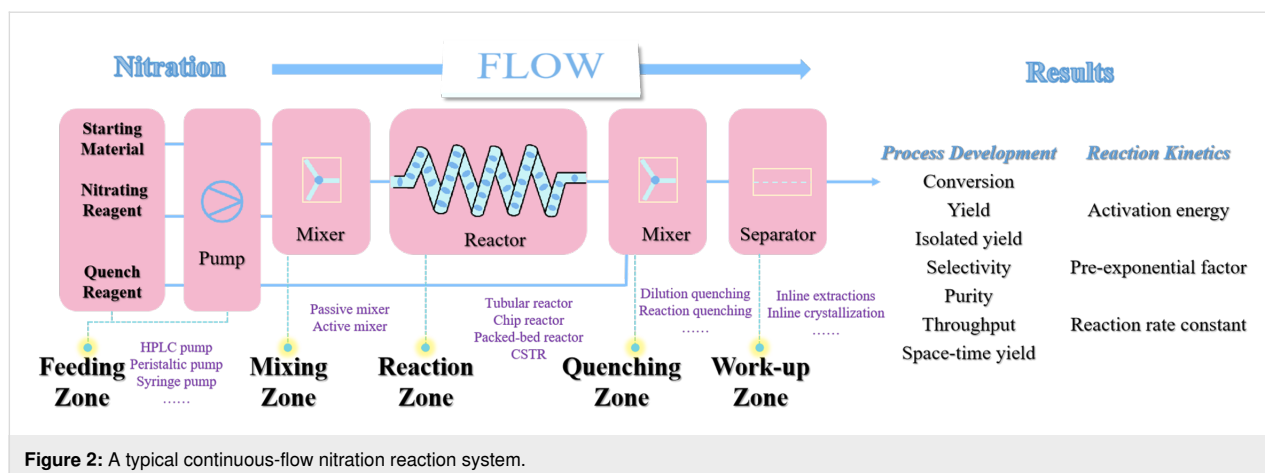 Nitration
FLOW
Results
Starting
Material
Nitrating
Reagent
Quench
Reagent
Pump
Mixer
Reactor
Mixer
Separator
Feeding
Zone
HPLC pump
Peristaltic pump
Syringe pump
......
Passive mixer
Active mixer
Mixing
Zone
Tubular reactor
Chip reactor
Packed-bed reactor
CSTR
Reaction
Zone
Dilution quenching
Reaction quenching
......
Quenching
Zone
Inline extractions
Inline crystallization
......
Work-up
Zone
Process Development
Conversion
Yield
Isolated yield
Selectivity
Purity
Throughput
Space-time yield
Reaction Kinetics
Activation energy
Pre-exponential factor
Reaction rate constant
Figure 2: A typical continuous-flow nitration reaction system.